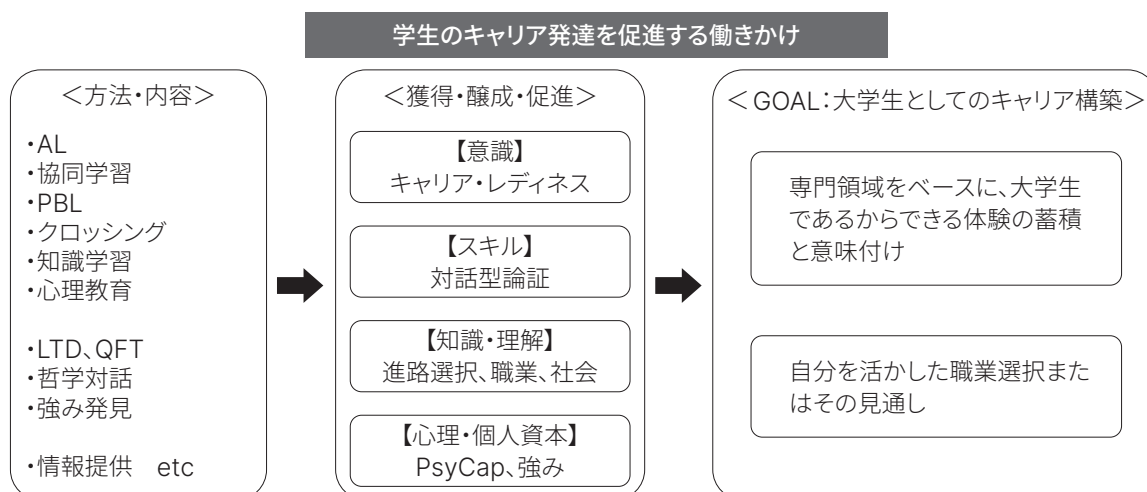 学生のキャリア発達を促進する働きかけ
＜方法・内容＞
・AL
・協同学習
・PBL
・クロッシング
・知識学習
・心理教育
・LTD、QFT
・哲学対話
・強み発見
・情報提供　etc
＜獲得・醸成・促進＞
【意識】
キャリア・レディネス
【スキル】
対話型論証
【知識・理解】
進路選択、職業、社会
【心理・個人資本】
PsyCap、強み
＜GOAL：大学生としてのキャリア構築＞
専門領域をベースに、大学生
であるからできる体験の蓄積
と意味付け
自分を活かした職業選択また
はその見通し